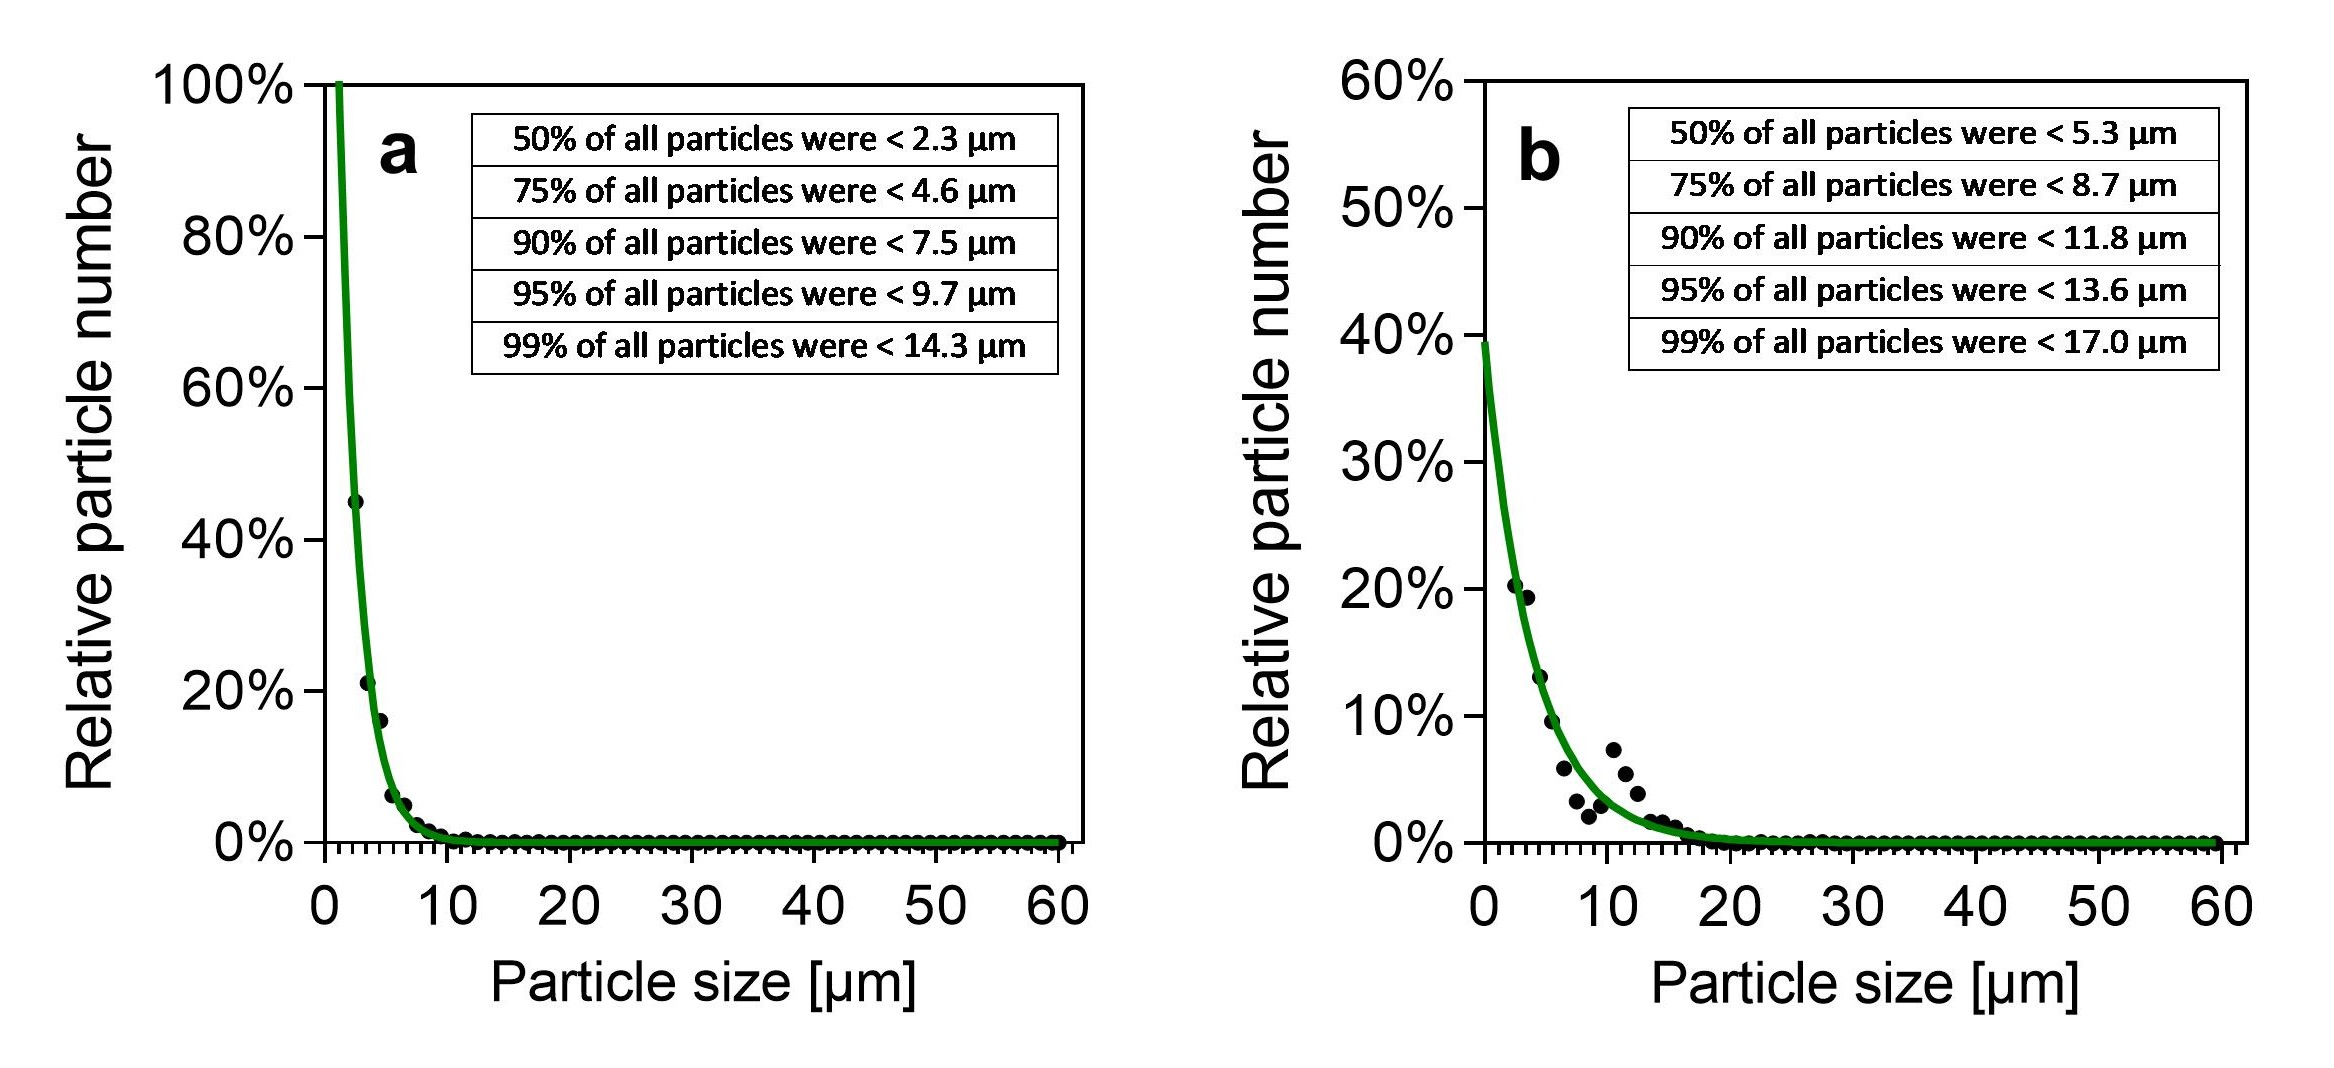 a
50% of all particles were < 2.3 µm
75% of all particles were < 4.6 µm
90% of all particles were < 7.5 µm
95% of all particles were < 9.7 µm
99% of all particles were < 14.3 µm
Relative particle number
100%
80%
60%
40%
20%
0%
0 10 20 30 40 50 60
Particle size [µm]
b
50% of all particles were < 5.3 µm
75% of all particles were < 8.7 µm
90% of all particles were < 11.8 µm
95% of all particles were < 13.6 µm
99% of all particles were < 17.0 µm
Relative particle number
60%
50%
40%
30%
20%
10%
0%
0 10 20 30 40 50 60
Particle size [µm]